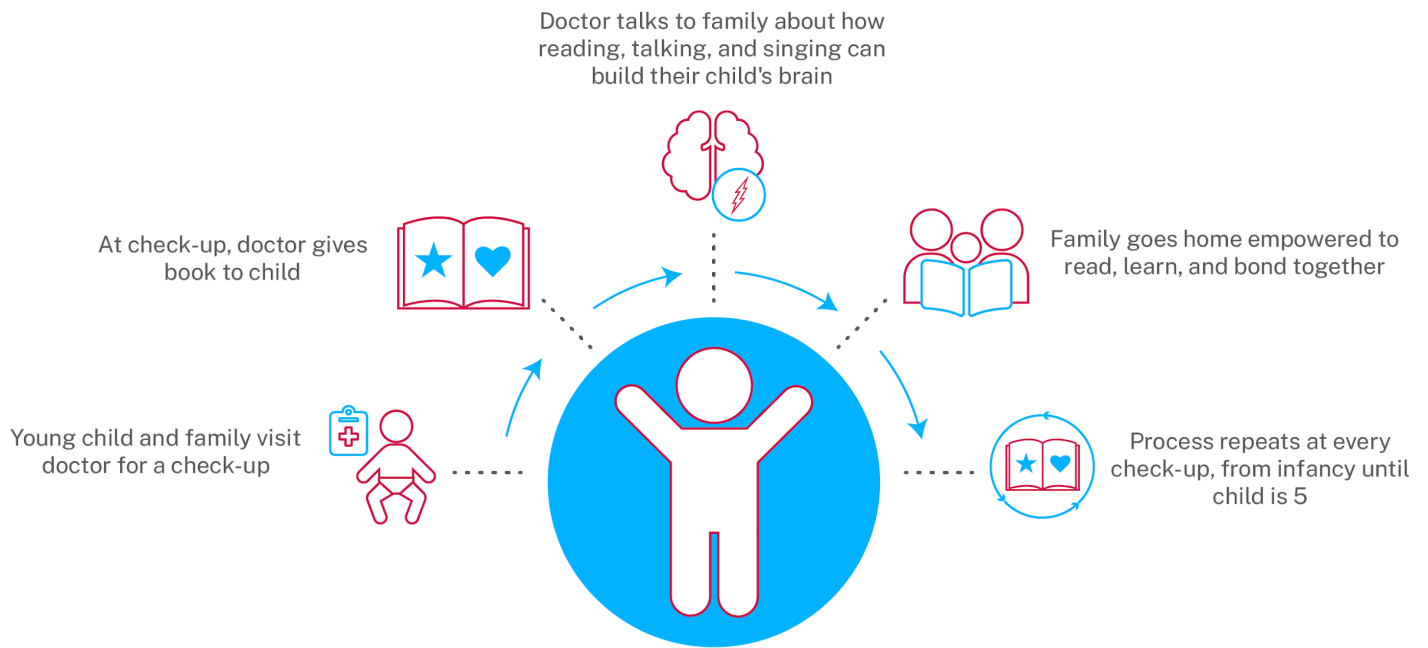 Doctor talks to family about how
reading, talking, and singing can
build their child's brain
At check-up, doctor gives
book to child
Family goes home empowered to
read, learn, and bond together
Young child and family visit
doctor for a check-up
Process repeats at every
check-up, from infancy until
child is 5